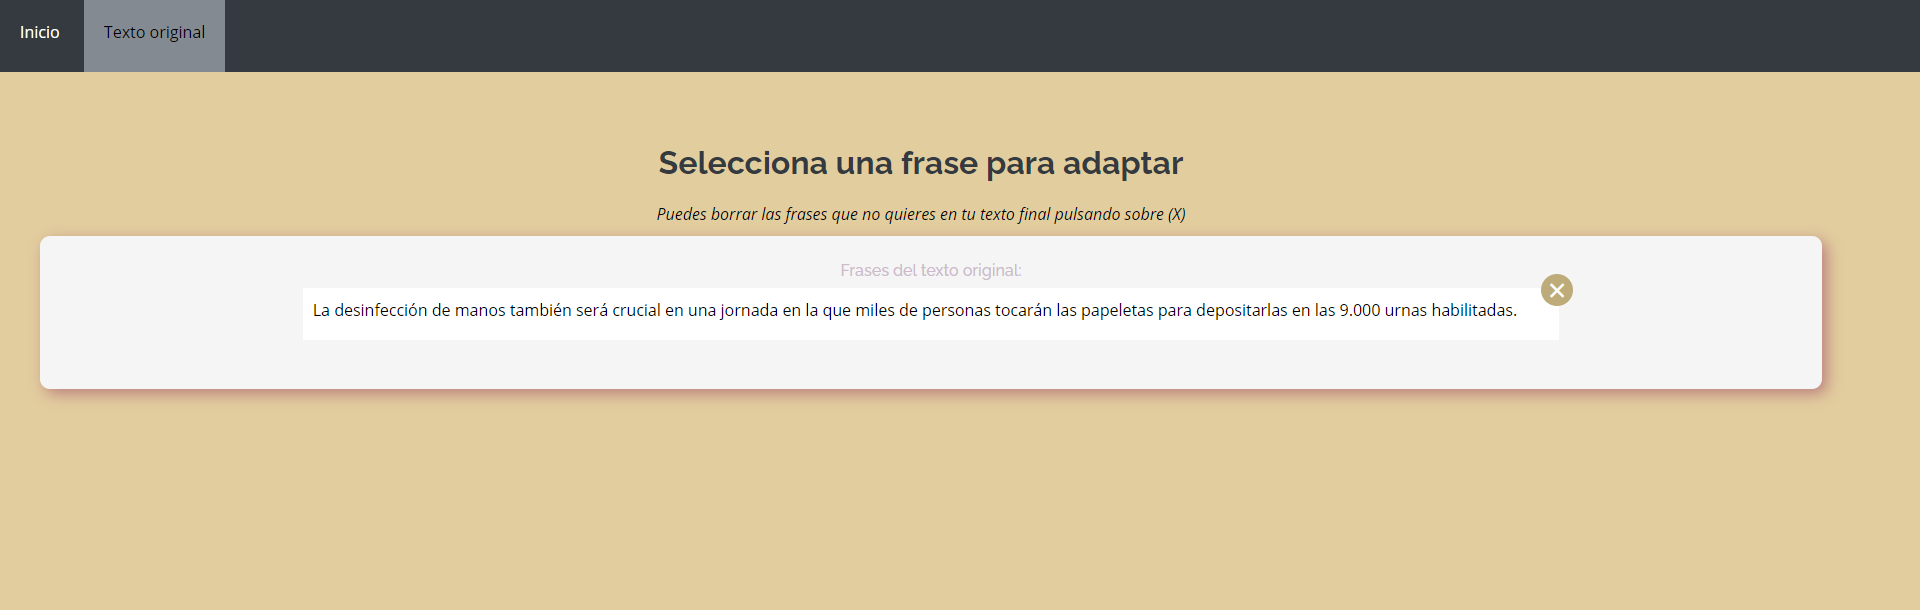 Inicio Texto original
Selecciona una frase para adaptar
Puedes borrar las frases que no quieres en tu texto final pulsando sobre (X)
Frases del texto original:
La desinfección de manos también será crucial en una jornada en la que miles de personas tocarán las papeletas para depositarlas en las 9.000 urnas habilitadas.